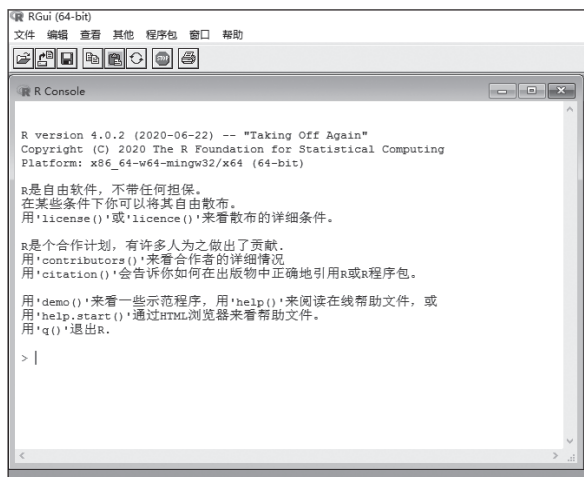 RGui (64-bit)
文件 编辑 查看 其他 程序包 窗口 帮助
R Console
R version 4.0.2 (2020-06-22) -- "Taking Off Again"
Copyright (C) 2020 The R Foundation for Statistical Computing
Platform: x86_64-w64-mingw32/x64 (64-bit)
R是自由软件，不带任何担保。
在某些条件下你可以将其自由散布。
用'license()'或'licence()'来看散布的详细条件。
R是个合作计划，有许多人为之做出了贡献.
用'contributors()'来看合作者的详细情况
用'citation()'会告诉你如何在出版物中正确地引用R或R程序包。
用'demo()'来看一些示范程序，用'help()'来阅读在线帮助文件，或
用'help.start()'通过HTML浏览器来看帮助文件。
用'q()'退出R.
>